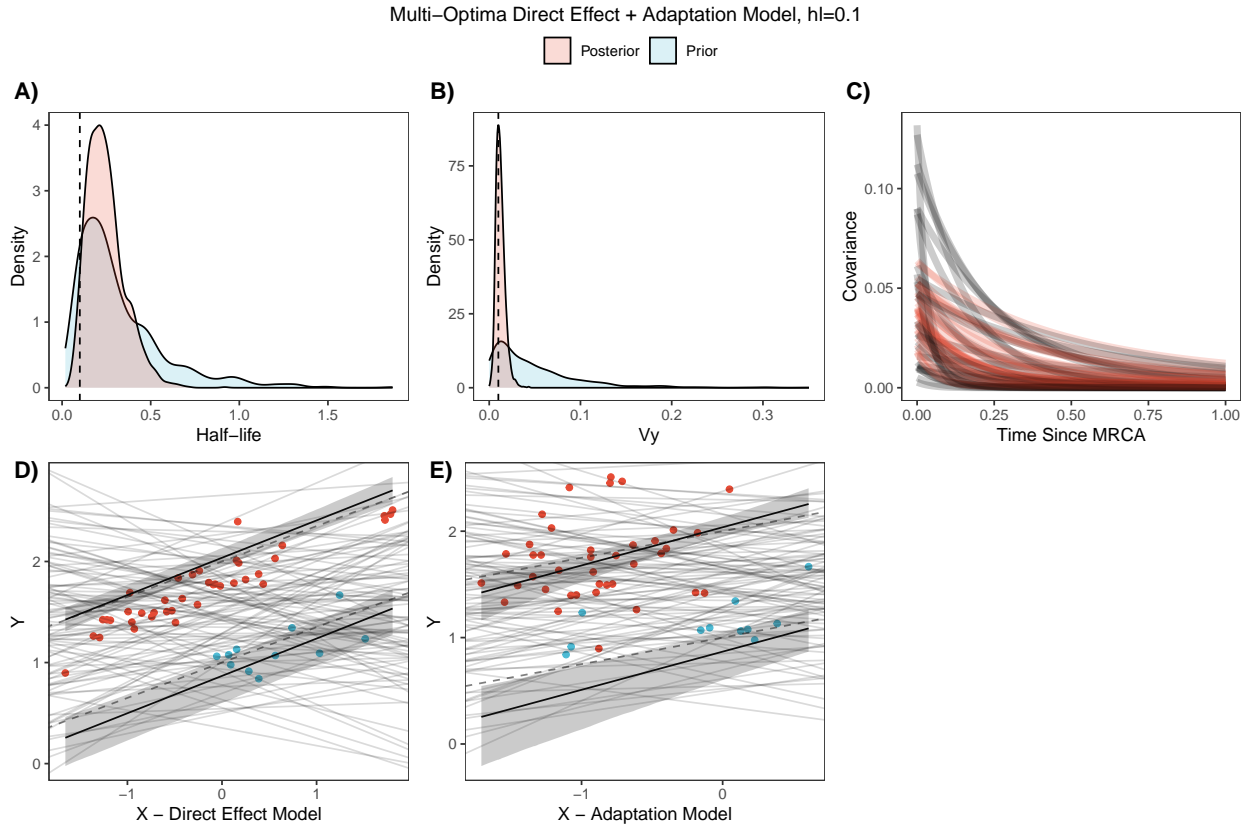 Multi−Optima Direct Effect + Adaptation Model, hl=0.1
Posterior Prior
A) B) C)
4
3
2
1
0
Density
0.0 0.5 1.0 1.5
Half−life
75
50
25
0
Density
0.0 0.1 0.2 0.3
Vy
0.10
0.05
0.00
Covariance
0.00 0.25 0.50 0.75 1.00
Time Since MRCA
D) E)
2
1
0
Y
−1 0 1
X − Direct Effect Model
2
1
0
Y
−1 0
X − Adaptation Model